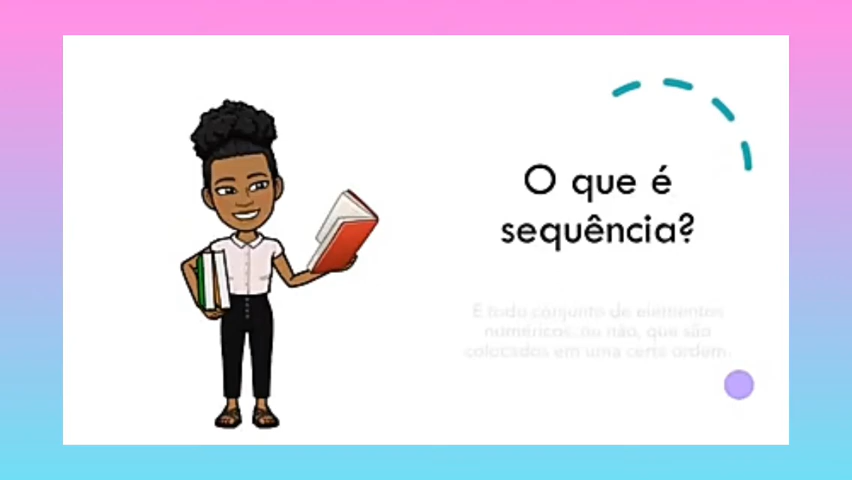 O que é
sequência?
É todo conjunto de elementos
numéricos, ou não, que são
colocados em uma certa ordem.